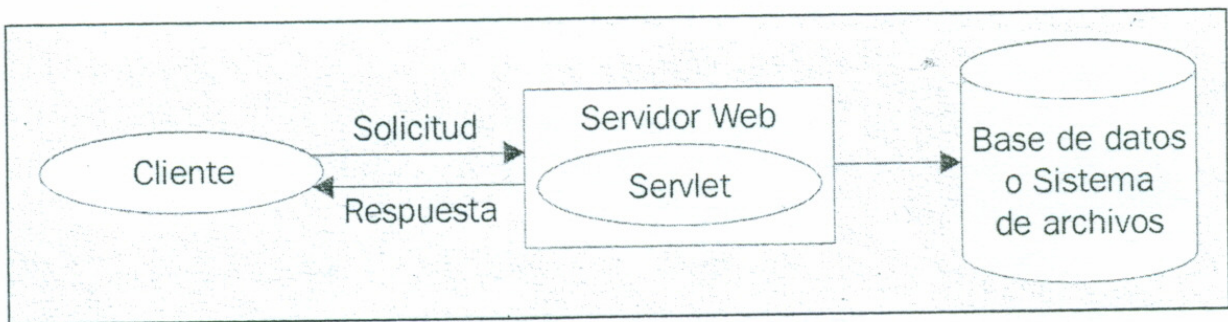 Cliente
Solicitud
Respuesta
Servidor Web
Servlet
Base de datos
o Sistema
de archivos